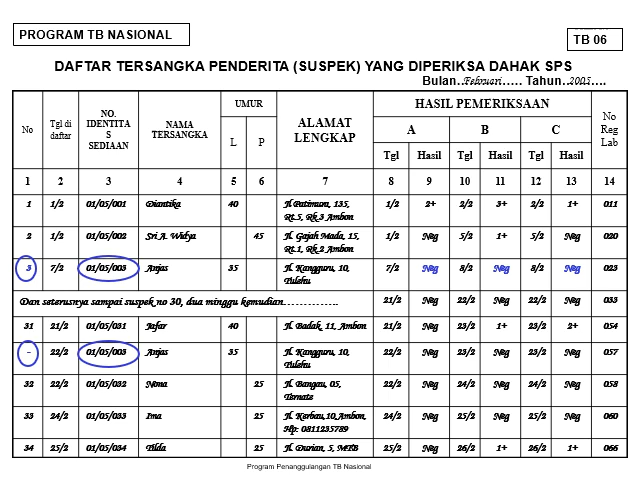 PROGRAM TB NASIONAL
TB 06
DAFTAR TERSANGKA PENDERITA (SUSPEK) YANG DIPERIKSA DAHAK SPS
Bulan..Februari..... Tahun..2005....
No Tgl di daftar NO. IDENTITA S SEDIAAN NAMA TERSANGKA UMUR ALAMAT LENGKAP HASIL PEMERIKSAAN No Reg Lab
L P A B C
Tgl Hasil Tgl Hasil Tgl Hasil
1 2 3 4 5 6 7 8 9 10 11 12 13 14
1 1/2 01/05/001 Diantika 40 Jl Patimura, 135, Rt.5, Rk 3 Ambon 1/2 2+ 2/2 3+ 2/2 1+ 011
2 1/2 01/05/002 Sri A. Widya 45 Jl. Gajah Mada, 15, Rt.1, Rk 2 Ambon 1/2 Neg 5/2 1+ 5/2 Neg 020
3 7/2 01/05/003 Anjas 35 Jl. Kangguru, 10, Tulehu 7/2 Neg 8/2 Neg 8/2 Neg 023
Dan seterusnya sampai suspek no 30, dua minggu kemudian.............. 21/2 Neg 22/2 Neg 22/2 Neg 033
31 21/2 01/05/031 Jafar 40 Jl. Badak, 11, Ambon 21/2 Neg 23/2 1+ 23/2 2+ 054
- 22/2 01/05/003 Anjas 35 Jl. Kangguru, 10, Tulehu 22/2 Neg 23/2 Neg 23/2 Neg 057
32 22/2 01/05/032 Noma 25 Jl. Bangau, 05, Ternate 22/2 Neg 24/2 Neg 24/2 Neg 058
33 24/2 01/05/033 Ima 25 Jl. Kerbau,10 Ambon, Hp: 0811235789 24/2 Neg 25/2 Neg 25/2 Neg 060
34 25/2 01/05/034 Tilda 25 Jl. Durian, 5, MTB 25/2 Neg 26/2 1+ 26/2 1+ 066
Program Penanggulangan TB Nasional